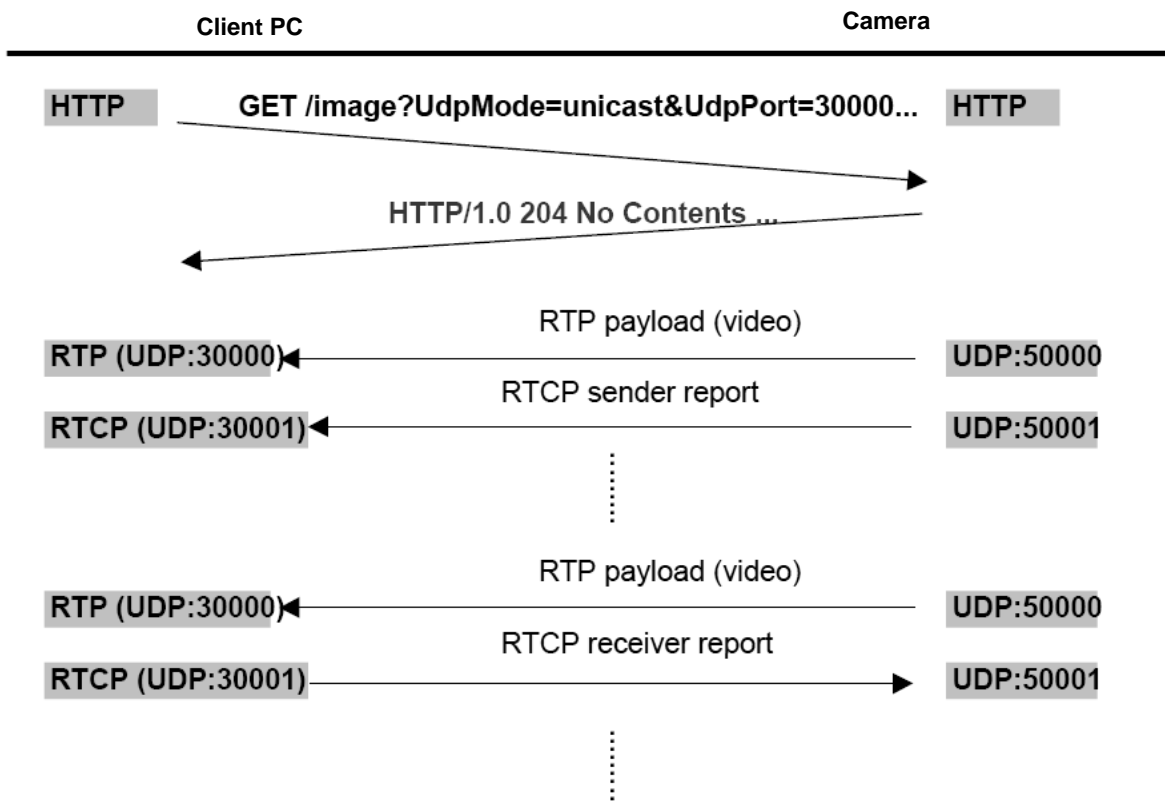 Client PC Camera
HTTP GET /image?UdpMode=unicast&UdpPort=30000... HTTP
HTTP/1.0 204 No Contents ...
RTP payload (video)
RTP (UDP:30000) UDP:50000
RTCP sender report
RTCP (UDP:30001) UDP:50001
RTP payload (video)
RTP (UDP:30000) UDP:50000
RTCP receiver report
RTCP (UDP:30001) UDP:50001